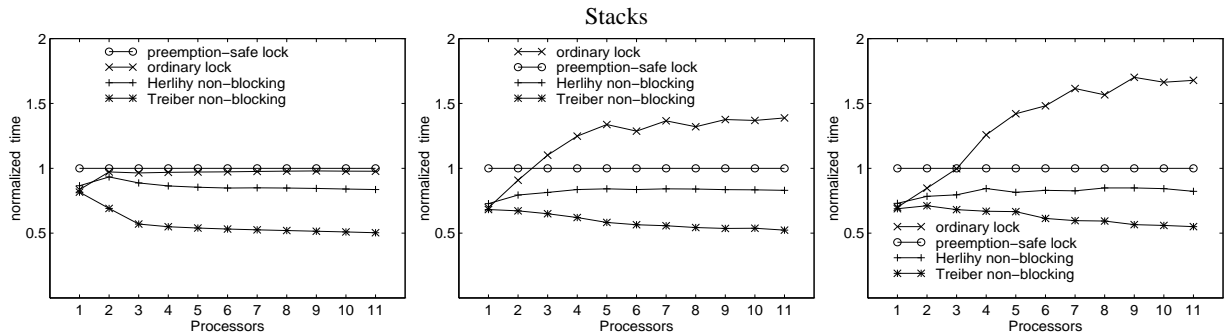 Stacks
2
1.5
1
0.5
normalized time
preemption-safe lock
ordinary lock
Herlihy non-blocking
Treiber non-blocking
1 2 3 4 5 6 7 8 9 10 11
Processors
2
1.5
1
0.5
normalized time
ordinary lock
preemption-safe lock
Herlihy non-blocking
Treiber non-blocking
1 2 3 4 5 6 7 8 9 10 11
Processors
2
1.5
1
0.5
normalized time
ordinary lock
preemption-safe lock
Herlihy non-blocking
Treiber non-blocking
1 2 3 4 5 6 7 8 9 10 11
Processors